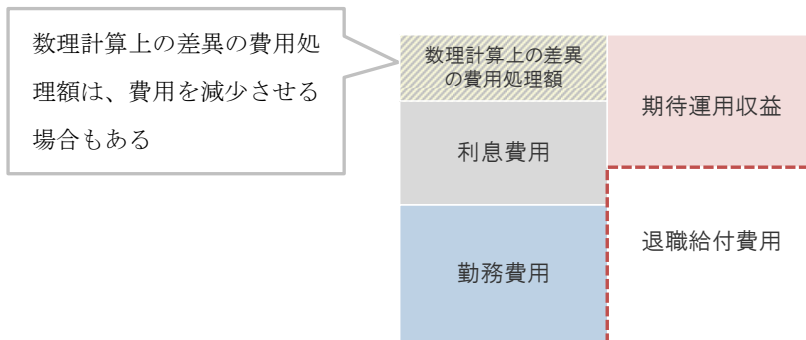 数理計算上の差異の費用処
理額は、費用を減少させる
場合もある
数理計算上の差異
の費用処理額
利息費用
勤務費用
期待運用収益
退職給付費用